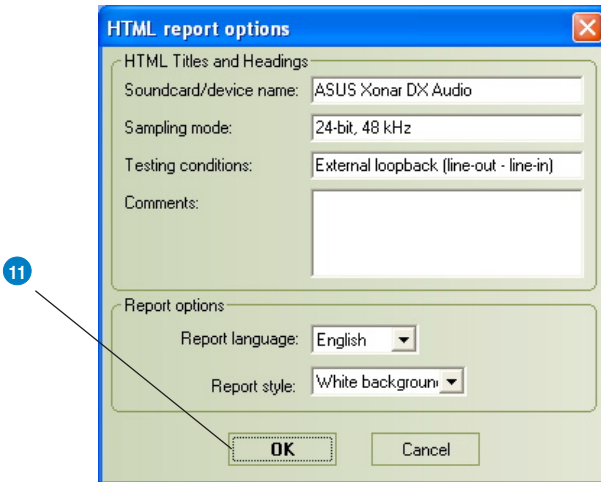 HTML report options
HTML Titles and Headings
Soundcard/device name: ASUS Xonar DX Audio
Sampling mode: 24-bit, 48 kHz
Testing conditions: External loopback (line-out - line-in)
Comments:
11
Report options
Report language: English
Report style: White backgroun
OK Cancel